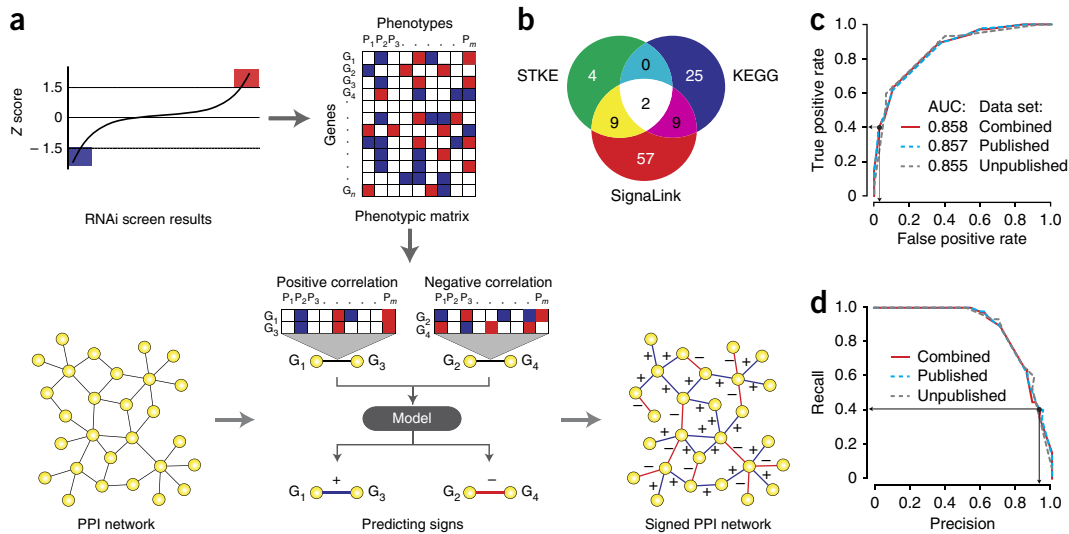 a
Z score
1.5
0
− 1.5
RNAi screen results
Phenotypes
P1 P2 P3 . . . . . Pm
Genes
G1
G2
G3
G4
.
.
.
.
.
.
.
Gn
Phenotypic matrix
Positive correlation
P1 P2 P3 . . . . . Pm
G1
G3
Negative correlation
P1 P2 P3 . . . . . Pm
G2
G4
G1 G3
G2 G4
Model
+
G1 G3
−
G2 G4
PPI network
Predicting signs
Signed PPI network
b
STKE
KEGG
SignaLink
4
0
25
2
9
9
57
c
True positive rate
1.0
0.8
0.6
0.4
0.2
0
0 0.2 0.4 0.6 0.8 1.0
False positive rate
AUC: Data set:
0.858 Combined
0.857 Published
0.855 Unpublished
d
Recall
1.0
0.8
0.6
0.4
0.2
0
0 0.2 0.4 0.6 0.8 1.0
Precision
Combined
Published
Unpublished